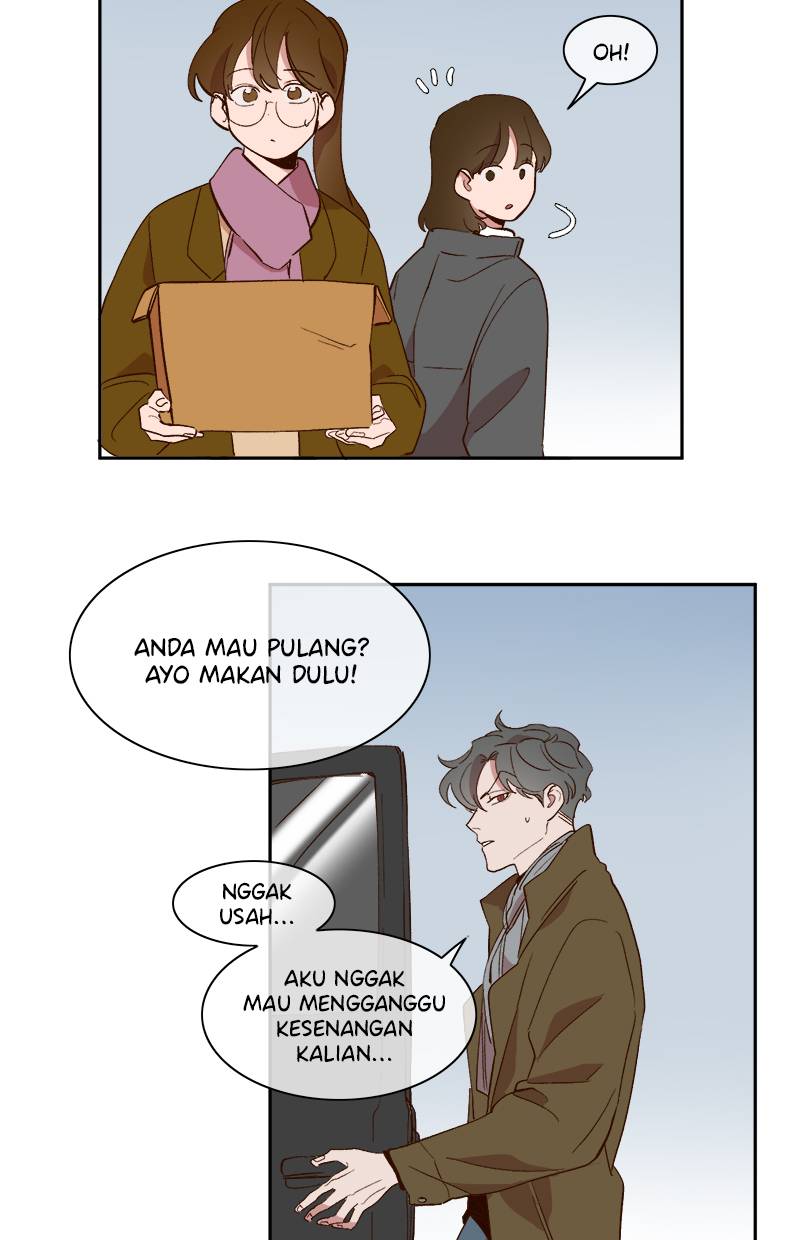 OH!
ANDA MAU PULANG?
AYO MAKAN DULU!
NGGAK
USAH...
AKU NGGAK
MAU MENGGANGGU
KESENANGAN
KALIAN...